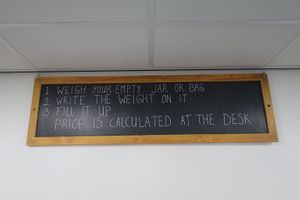 1 WEIGH YOUR EMPTY JAR OR BAG
2 WRITE THE WEIGHT ON IT
3 FILL IT UP
PRICE IS CALCULATED AT THE DESK